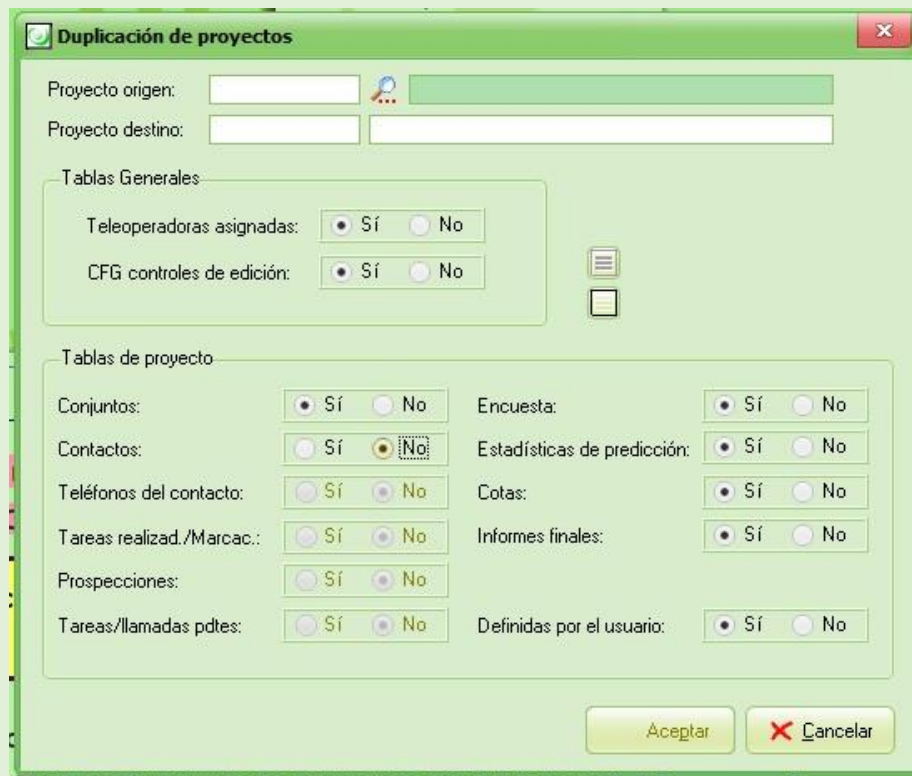 Duplicación de proyectos
Proyecto origen:
Proyecto destino:
Tablas Generales
Teleoperadoras asignadas: Sí No
CFG controles de edición: Sí No
Tablas de proyecto
Conjuntos: Sí No Encuesta: Sí No
Contactos: Sí No Estadísticas de predicción: Sí No
Teléfonos del contacto: Sí No Cotas: Sí No
Tareas realizad./Marcac.: Sí No Informes finales: Sí No
Prospecciones: Sí No
Tareas/llamadas pdtes: Sí No Definidas por el usuario: Sí No
Aceptar Cancelar